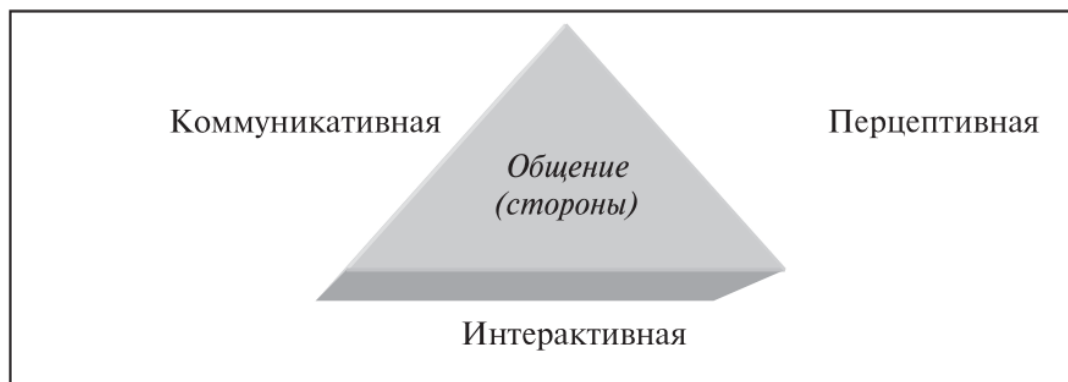 Коммуникативная
Перцептивная
Общение
(стороны)
Интерактивная